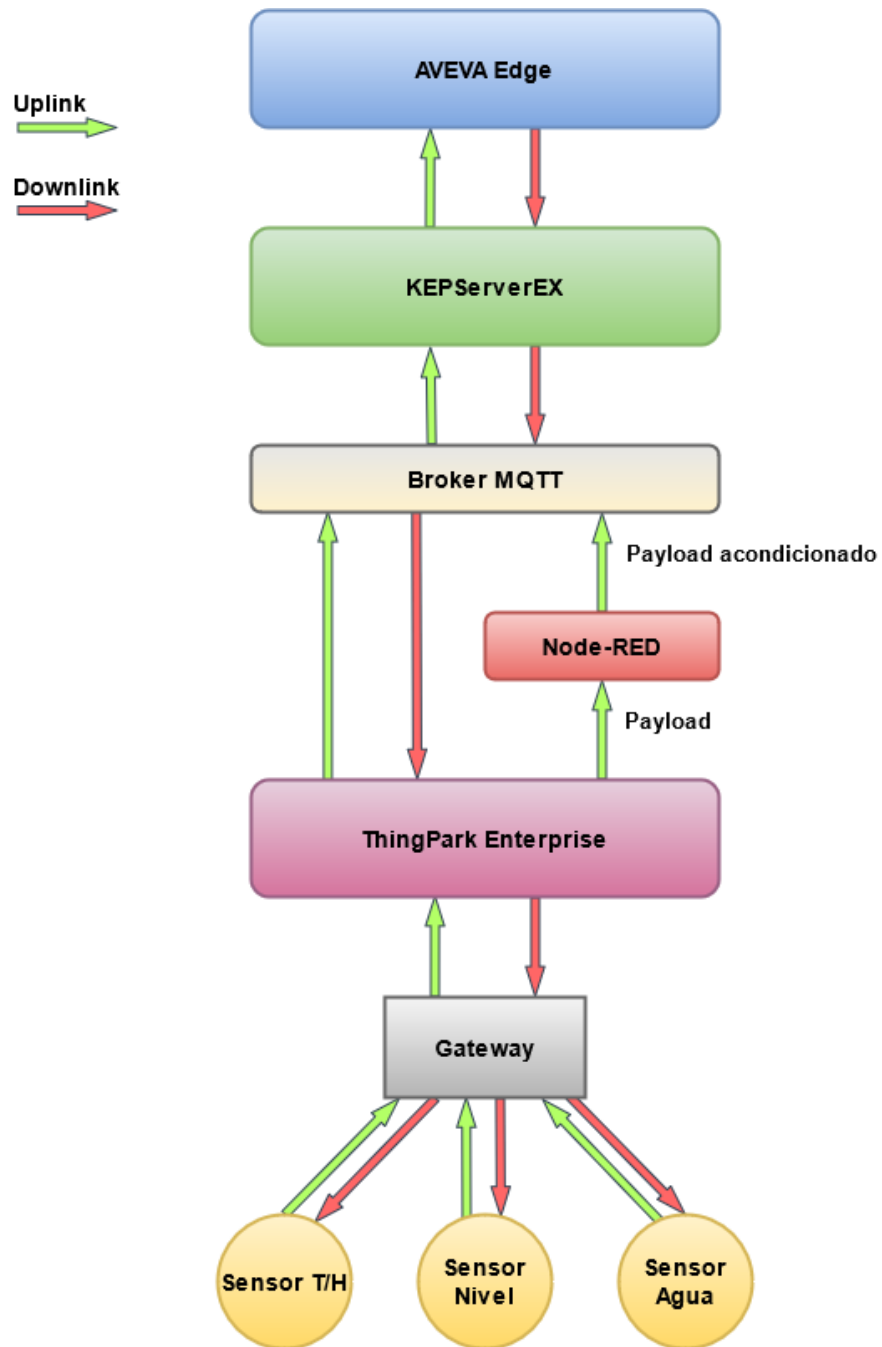 AVEVA Edge
Uplink
Downlink
KEPServerEX
Broker MQTT
Payload acondicionado
Node-RED
Payload
ThingPark Enterprise
Gateway
Sensor T/H
Sensor
Nivel
Sensor
Agua